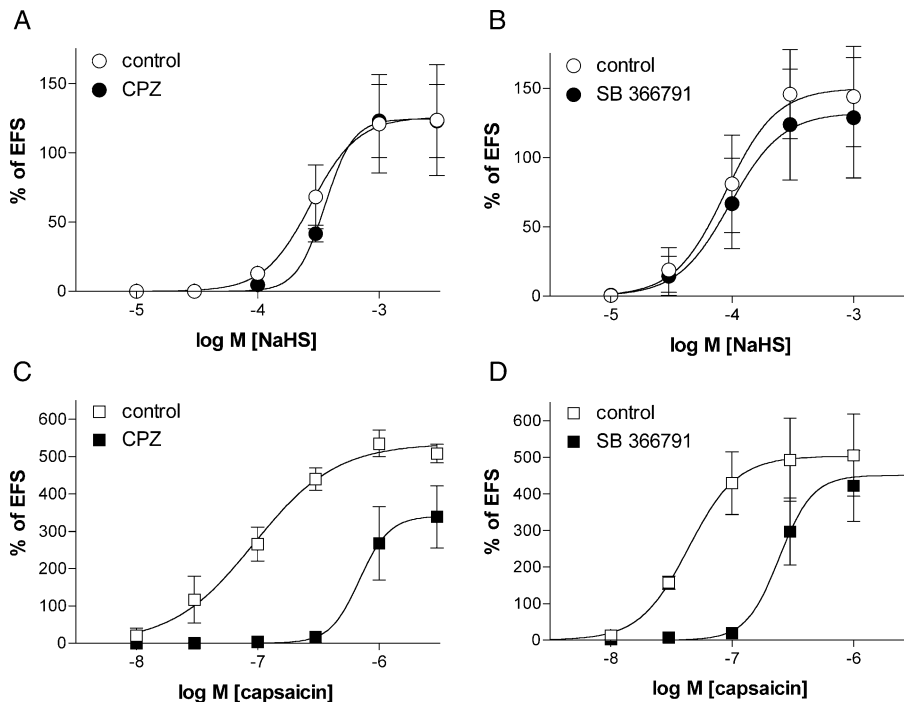 A
control
CPZ
% of EFS
150
100
50
0
-5
-4
-3
log M [NaHS]
B
control
SB 366791
% of EFS
150
100
50
0
-5
-4
-3
log M [NaHS]
C
control
CPZ
% of EFS
600
500
400
300
200
100
0
-8
-7
-6
log M [capsaicin]
D
control
SB 366791
% of EFS
600
500
400
300
200
100
0
-8
-7
-6
log M [capsaicin]